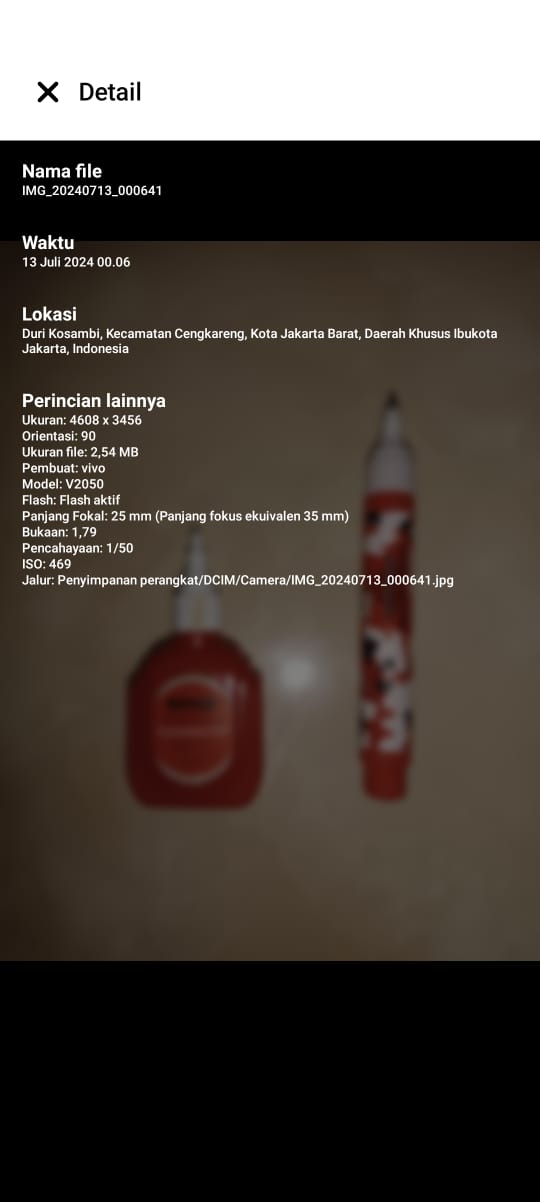 Detail
Nama file
IMG_20240713_000641
Waktu
13 Juli 2024 00.06
Lokasi
Duri Kosambi, Kecamatan Cengkareng, Kota Jakarta Barat, Daerah Khusus Ibukota
Jakarta, Indonesia
Perincian lainnya
Ukuran: 4608 x 3456
Orientasi: 90
Ukuran file: 2,54 MB
Pembuat: vivo
Model: V2050
Flash: Flash aktif
Panjang Fokal: 25 mm (Panjang fokus ekuivalen 35 mm)
Bukaan: 1,79
Pencahayaan: 1/50
ISO: 469
Jalur: Penyimpanan perangkat/DCIM/Camera/IMG_20240713_000641.jpg